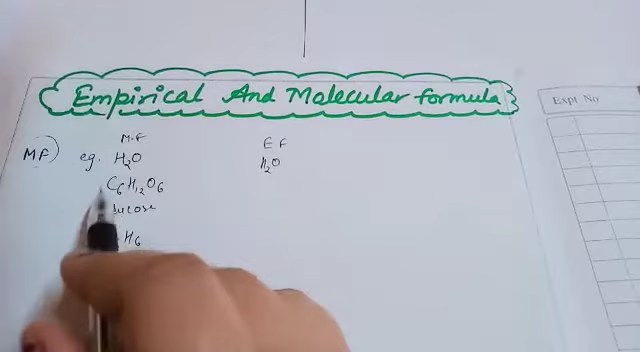 Empirical And Molecular formula
Expt No
M.F E F
MF) eg. H₂O H₂O
C₆H₁₂O₆
H₆